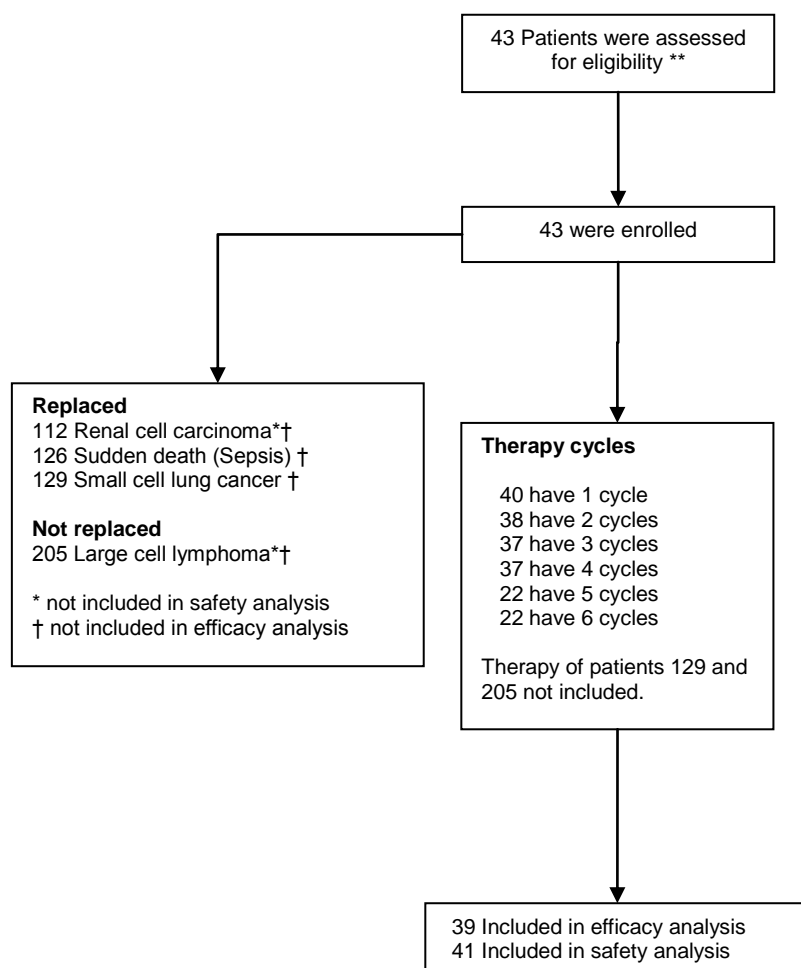 43 Patients were assessed
for eligibility **
43 were enrolled
Replaced
112 Renal cell carcinoma*†
126 Sudden death (Sepsis) †
129 Small cell lung cancer †
Not replaced
205 Large cell lymphoma*†
* not included in safety analysis
† not included in efficacy analysis
Therapy cycles
40 have 1 cycle
38 have 2 cycles
37 have 3 cycles
37 have 4 cycles
22 have 5 cycles
22 have 6 cycles
Therapy of patients 129 and
205 not included.
39 Included in efficacy analysis
41 Included in safety analysis